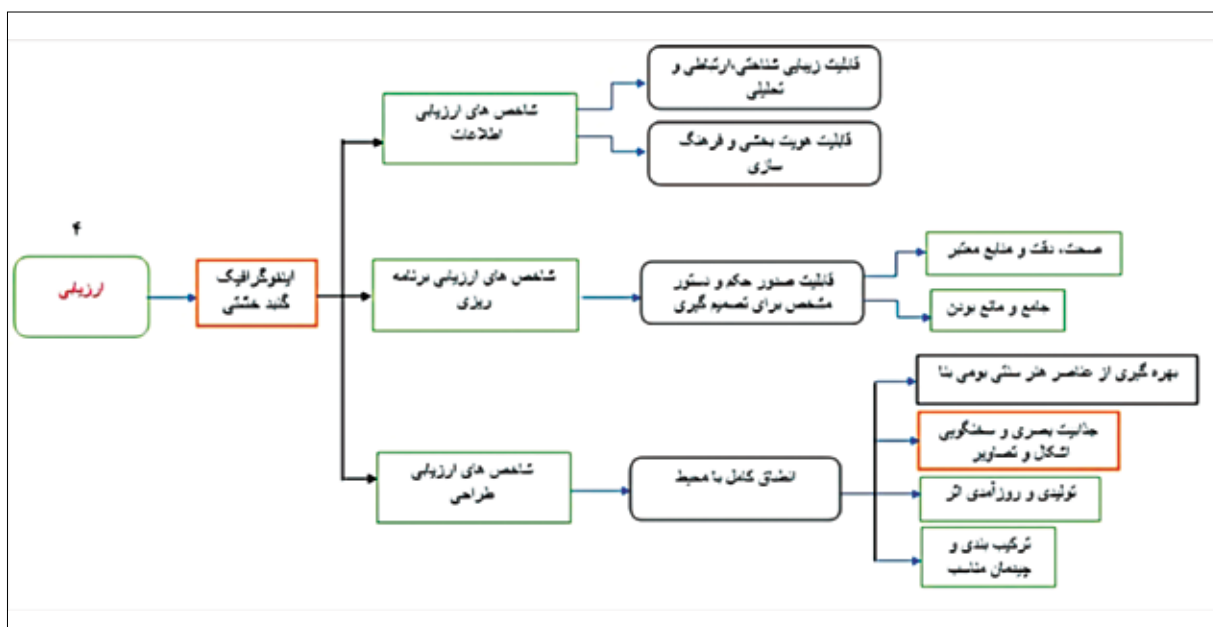 ۴
ارزیابی
اینفوگرافیک
گنبد خشتی
شاخص های ارزیابی
اطلاعات
قابلیت زیبایی شناختی،ارتباطی و
تحلیلی
قابلیت هویت بخشی و فرهنگ
سازی
شاخص های ارزیابی برنامه
ریزی
قابلیت صدور حکم و دستور
مشخص برای تصمیم گیری
صحت، دقت و منابع معتبر
جامع و مانع بودن
شاخص های ارزیابی
طراحی
انطباق کامل با محیط
بهره گیری از عناصر هنر سنتی بومی بنا
جذابیت بصری و سخنگویی
اشکال و تصاویر
تولیدی و روزآمدی اثر
ترکیب بندی و
چیدمان مناسب